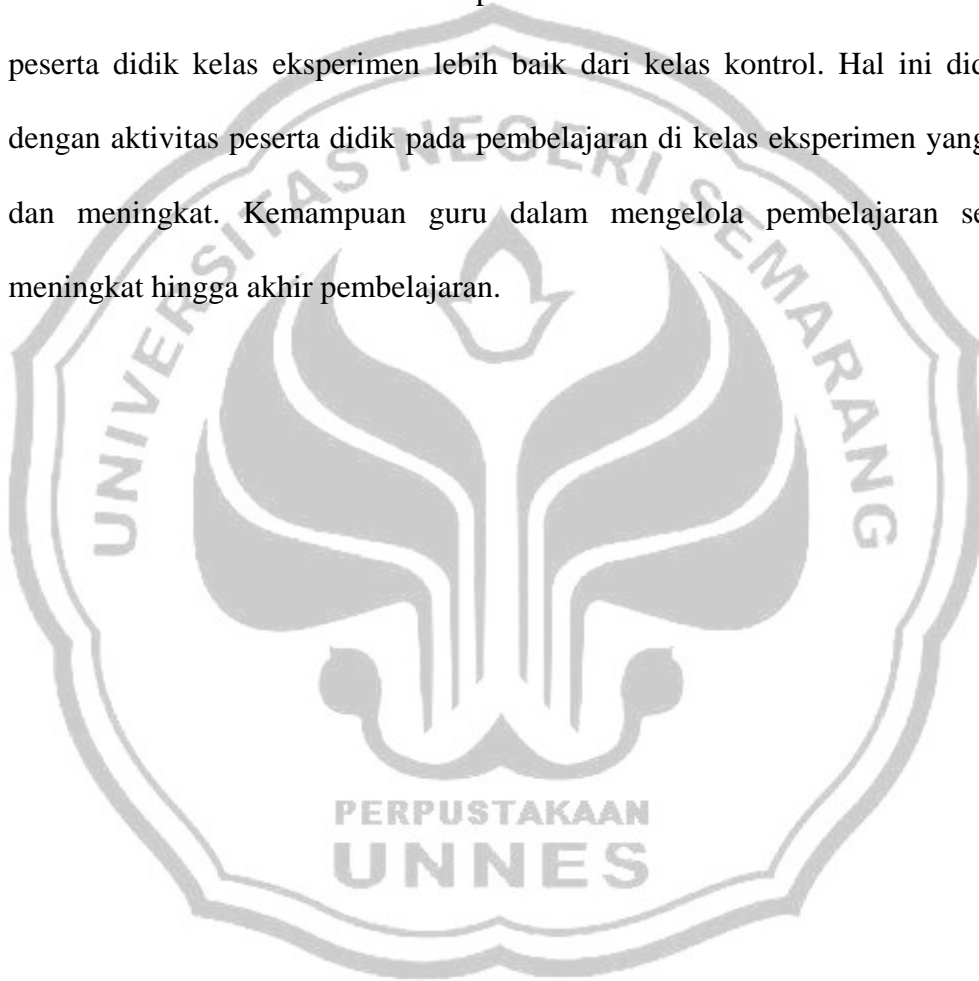 peserta didik kelas eksperimen lebih baik dari kelas kontrol. Hal ini
dengan aktivitas peserta didik pada pembelajaran di kelas eksperimen yang
dan meningkat. Kemampuan guru dalam mengelola pembelajaran
meningkat hingga akhir pembelajaran.
UNIVERSITAS NEGERI SEMARANG
PERPUSTAKAAN
UNNES